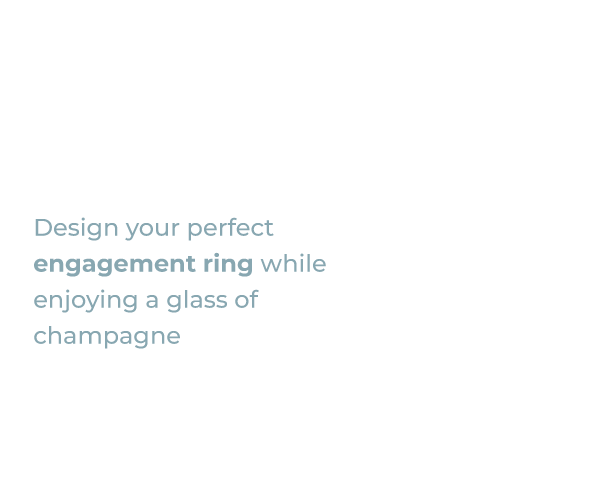 Design your perfect
engagement ring while
enjoying a glass of
champagne